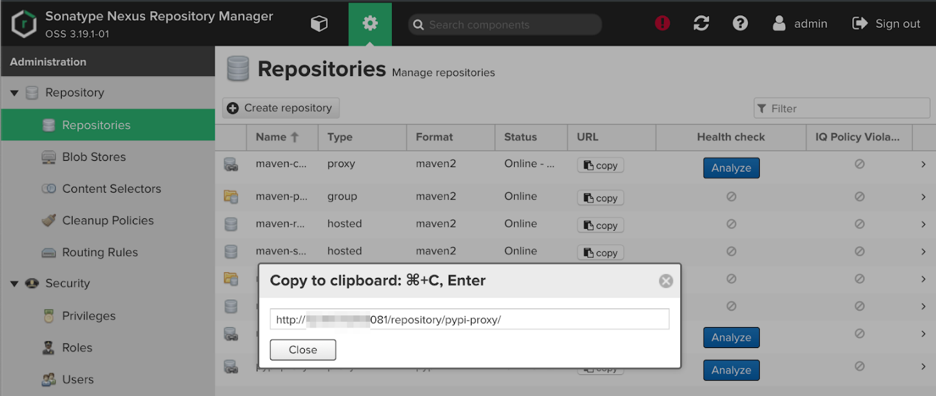 Sonatype Nexus Repository Manager
OSS 3.19.1-01
Search components
admin
Sign out
Administration
Repository
Repositories
Blob Stores
Content Selectors
Cleanup Policies
Routing Rules
Security
Privileges
Roles
Users
Repositories Manage repositories
Create repository
Filter
Name Type Format Status URL Health check IQ Policy Viola...
maven-c... proxy maven2 Online - ... copy Analyze
maven-p... group maven2 Online copy
maven-r... hosted maven2 Online copy
maven-s... hosted maven2 Online copy
Copy to clipboard: ⌘+C, Enter
http:// 081/repository/pypi-proxy/
Close
Analyze
copy Analyze